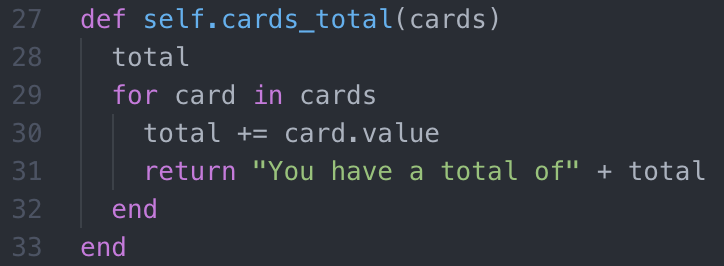 27 def self.cards_total(cards)
28   total
29   for card in cards
30     total += card.value
31     return "You have a total of" + total
32   end
33 end